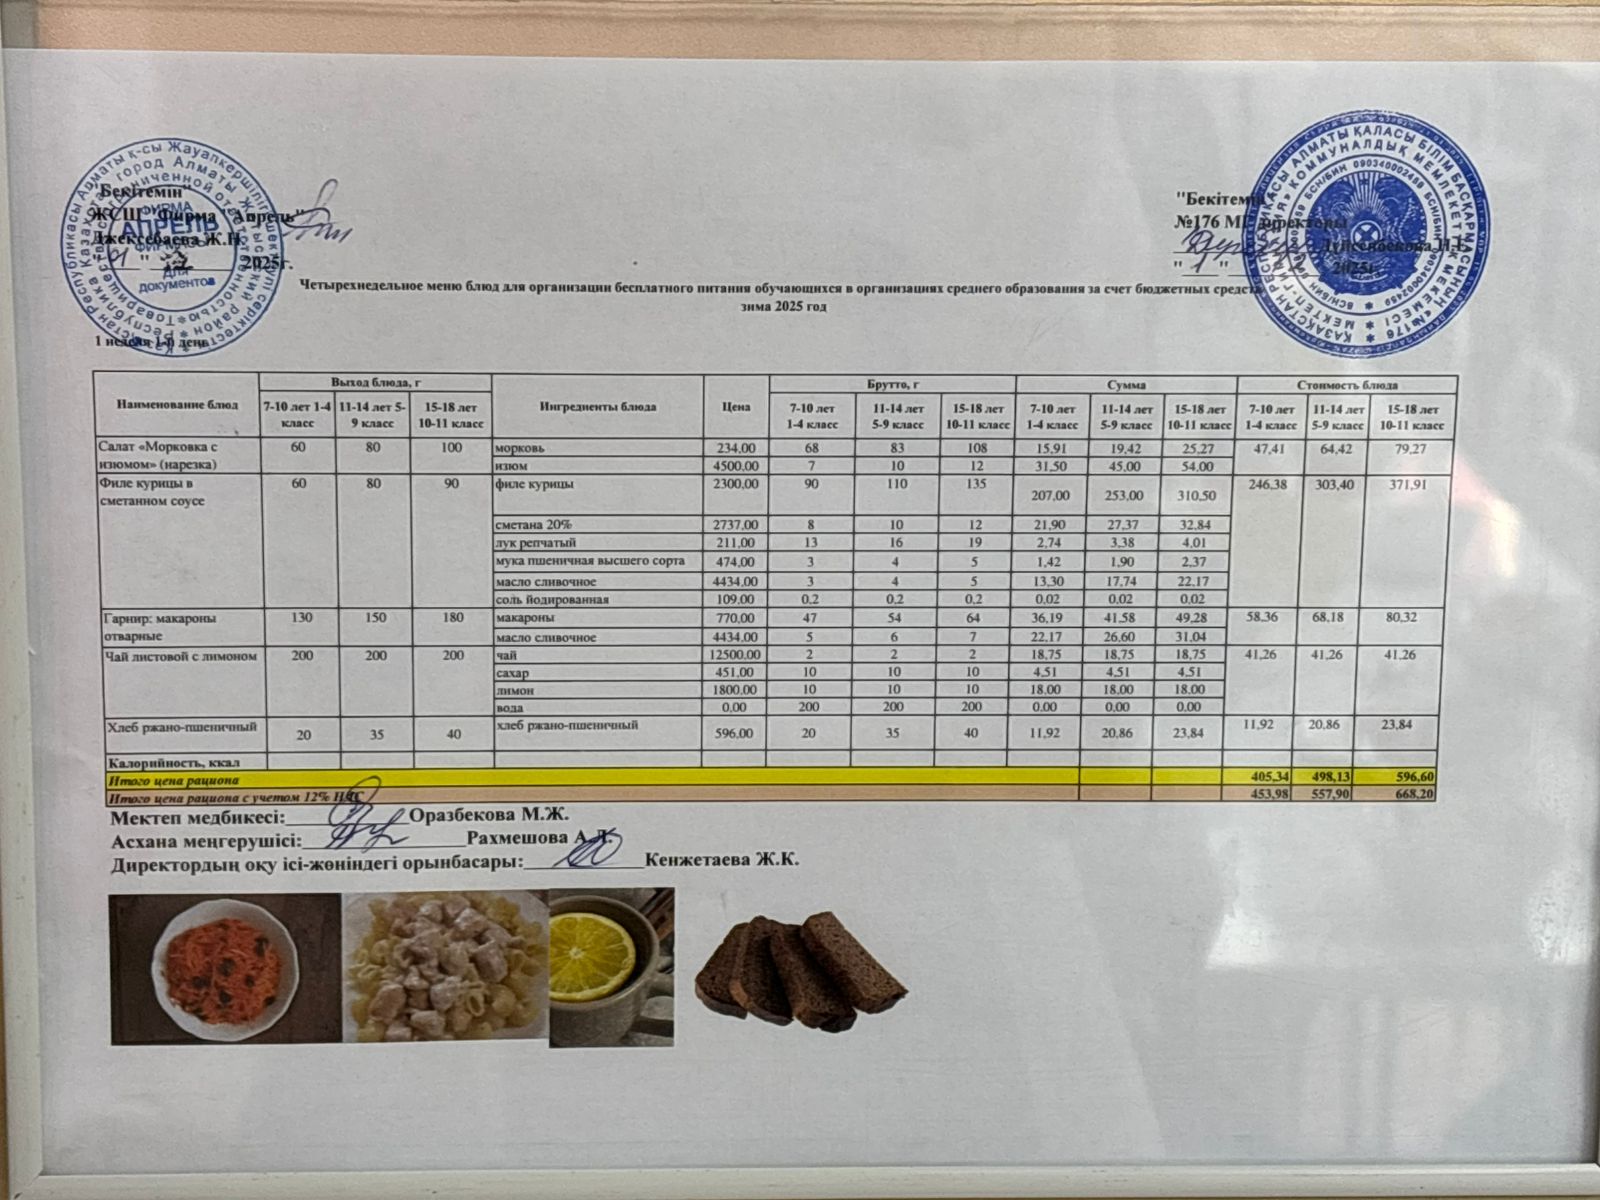 "Бекітемін"
ЖСШ "Фирма "Апрель"
Джексебаева Ж.Н.
2025г.
ФИРМА
АПРЕЛЬ
ФИРМАСЫ
Для
документов
"Бекітемін"
№176 МГ директоры
Дуйсенбекова Н.Е.
" 1 " 2025г.
Четырехнедельное меню блюд для организации бесплатного питания обучающихся в организациях среднего образования за счет бюджетных средств
зима 2025 год
1 неделя 1-й день
Наименование блюд Выход блюда, г Ингредиенты блюда Цена Брутто, г Сумма Стоимость блюда
7-10 лет 1-4 класс 11-14 лет 5-9 класс 15-18 лет 10-11 класс 7-10 лет 1-4 класс 11-14 лет 5-9 класс 15-18 лет 10-11 класс 7-10 лет 1-4 класс 11-14 лет 5-9 класс 15-18 лет 10-11 класс 7-10 лет 1-4 класс 11-14 лет 5-9 класс 15-18 лет 10-11 класс
Салат «Морковка с изюмом» (нарезка) 60 80 100 морковь 234,00 68 83 108 15,91 19,42 25,27 47,41 64,42 79,27
изюм 4500,00 7 10 12 31,50 45,00 54,00
Филе курицы в сметанном соусе 60 80 90 филе курицы 2300,00 90 110 135 207,00 253,00 310,50 246,38 303,40 371,91
сметана 20% 2737,00 8 10 12 21,90 27,37 32,84
лук репчатый 211,00 13 16 19 2,74 3,38 4,01
мука пшеничная высшего сорта 474,00 3 4 5 1,42 1,90 2,37
масло сливочное 4434,00 3 4 5 13,30 17,74 22,17
соль йодированная 109,00 0,2 0,2 0,2 0,02 0,02 0,02
Гарнир: макароны отварные 130 150 180 макароны 770,00 47 54 64 36,19 41,58 49,28 58,36 68,18 80,32
масло сливочное 4434,00 5 6 7 22,17 26,60 31,04
Чай листовой с лимоном 200 200 200 чай 12500,00 2 2 2 18,75 18,75 18,75 41,26 41,26 41,26
сахар 451,00 10 10 10 4,51 4,51 4,51
лимон 1800,00 10 10 10 18,00 18,00 18,00
вода 0,00 200 200 200 0,00 0,00 0,00
Хлеб ржано-пшеничный 20 35 40 хлеб ржано-пшеничный 596,00 20 35 40 11,92 20,86 23,84 11,92 20,86 23,84
Калорийность, ккал
Итого цена рациона 405,34 498,13 596,60
Итого цена рациона с учетом 12% НДС 453,98 557,90 668,20
Мектеп медбикесі: Оразбекова М.Ж.
Асхана меңгерушісі: Рахмешова А.Д.
Директордың оқу ісі-жөніндегі орынбасары: Кенжетаева Ж.К.